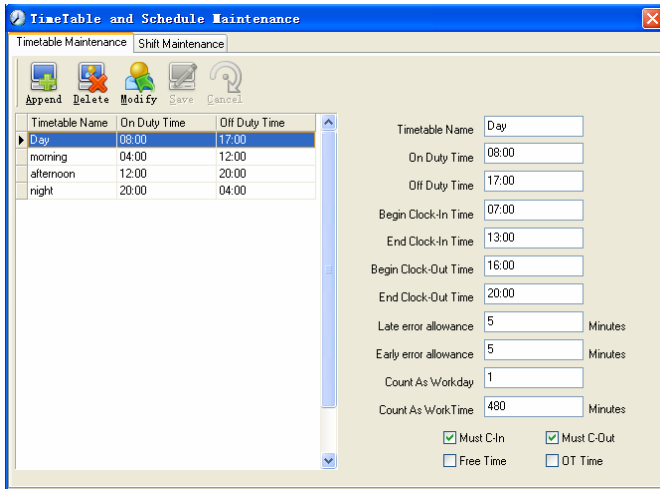 TimeTable and Schedule Maintenance
Timetable Maintenance Shift Maintenance
Append Delete Modify Save Cancel
Timetable Name On Duty Time Off Duty Time
Day 08:00 17:00
morning 04:00 12:00
afternoon 12:00 20:00
night 20:00 04:00
Timetable Name Day
On Duty Time 08:00
Off Duty Time 17:00
Begin Clock-In Time 07:00
End Clock-In Time 13:00
Begin Clock-Out Time 16:00
End Clock-Out Time 20:00
Late error allowance 5 Minutes
Early error allowance 5 Minutes
Count As Workday 1
Count As WorkTime 480 Minutes
Must C-In Must C-Out
Free Time OT Time